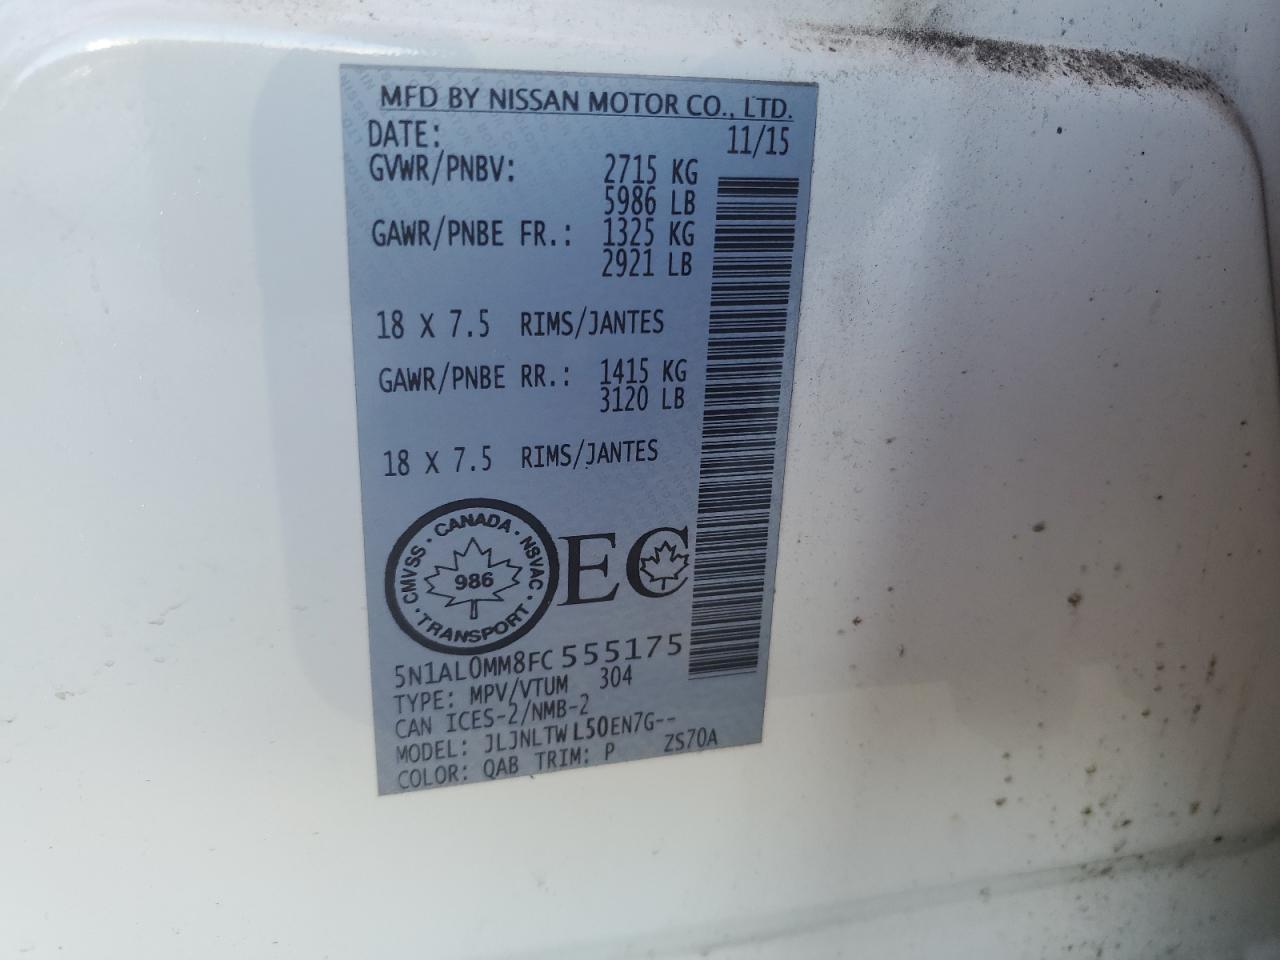 MFD BY NISSAN MOTOR CO., LTD.
DATE: 11/15
GVWR/PNBV: 2715 KG
5986 LB
GAWR/PNBE FR.: 1325 KG
2921 LB
18 X 7.5 RIMS/JANTES
GAWR/PNBE RR.: 1415 KG
3120 LB
18 X 7.5 RIMS/JANTES
CMVSS · CANADA · NSVAC · TRANSPORT ·
986
EC
5N1AL0MM8FC555175
TYPE: MPV/VTUM 304
CAN ICES-2/NMB-2
MODEL: JLJNLTWL50EN7G--
COLOR: QAB TRIM: P ZS70A